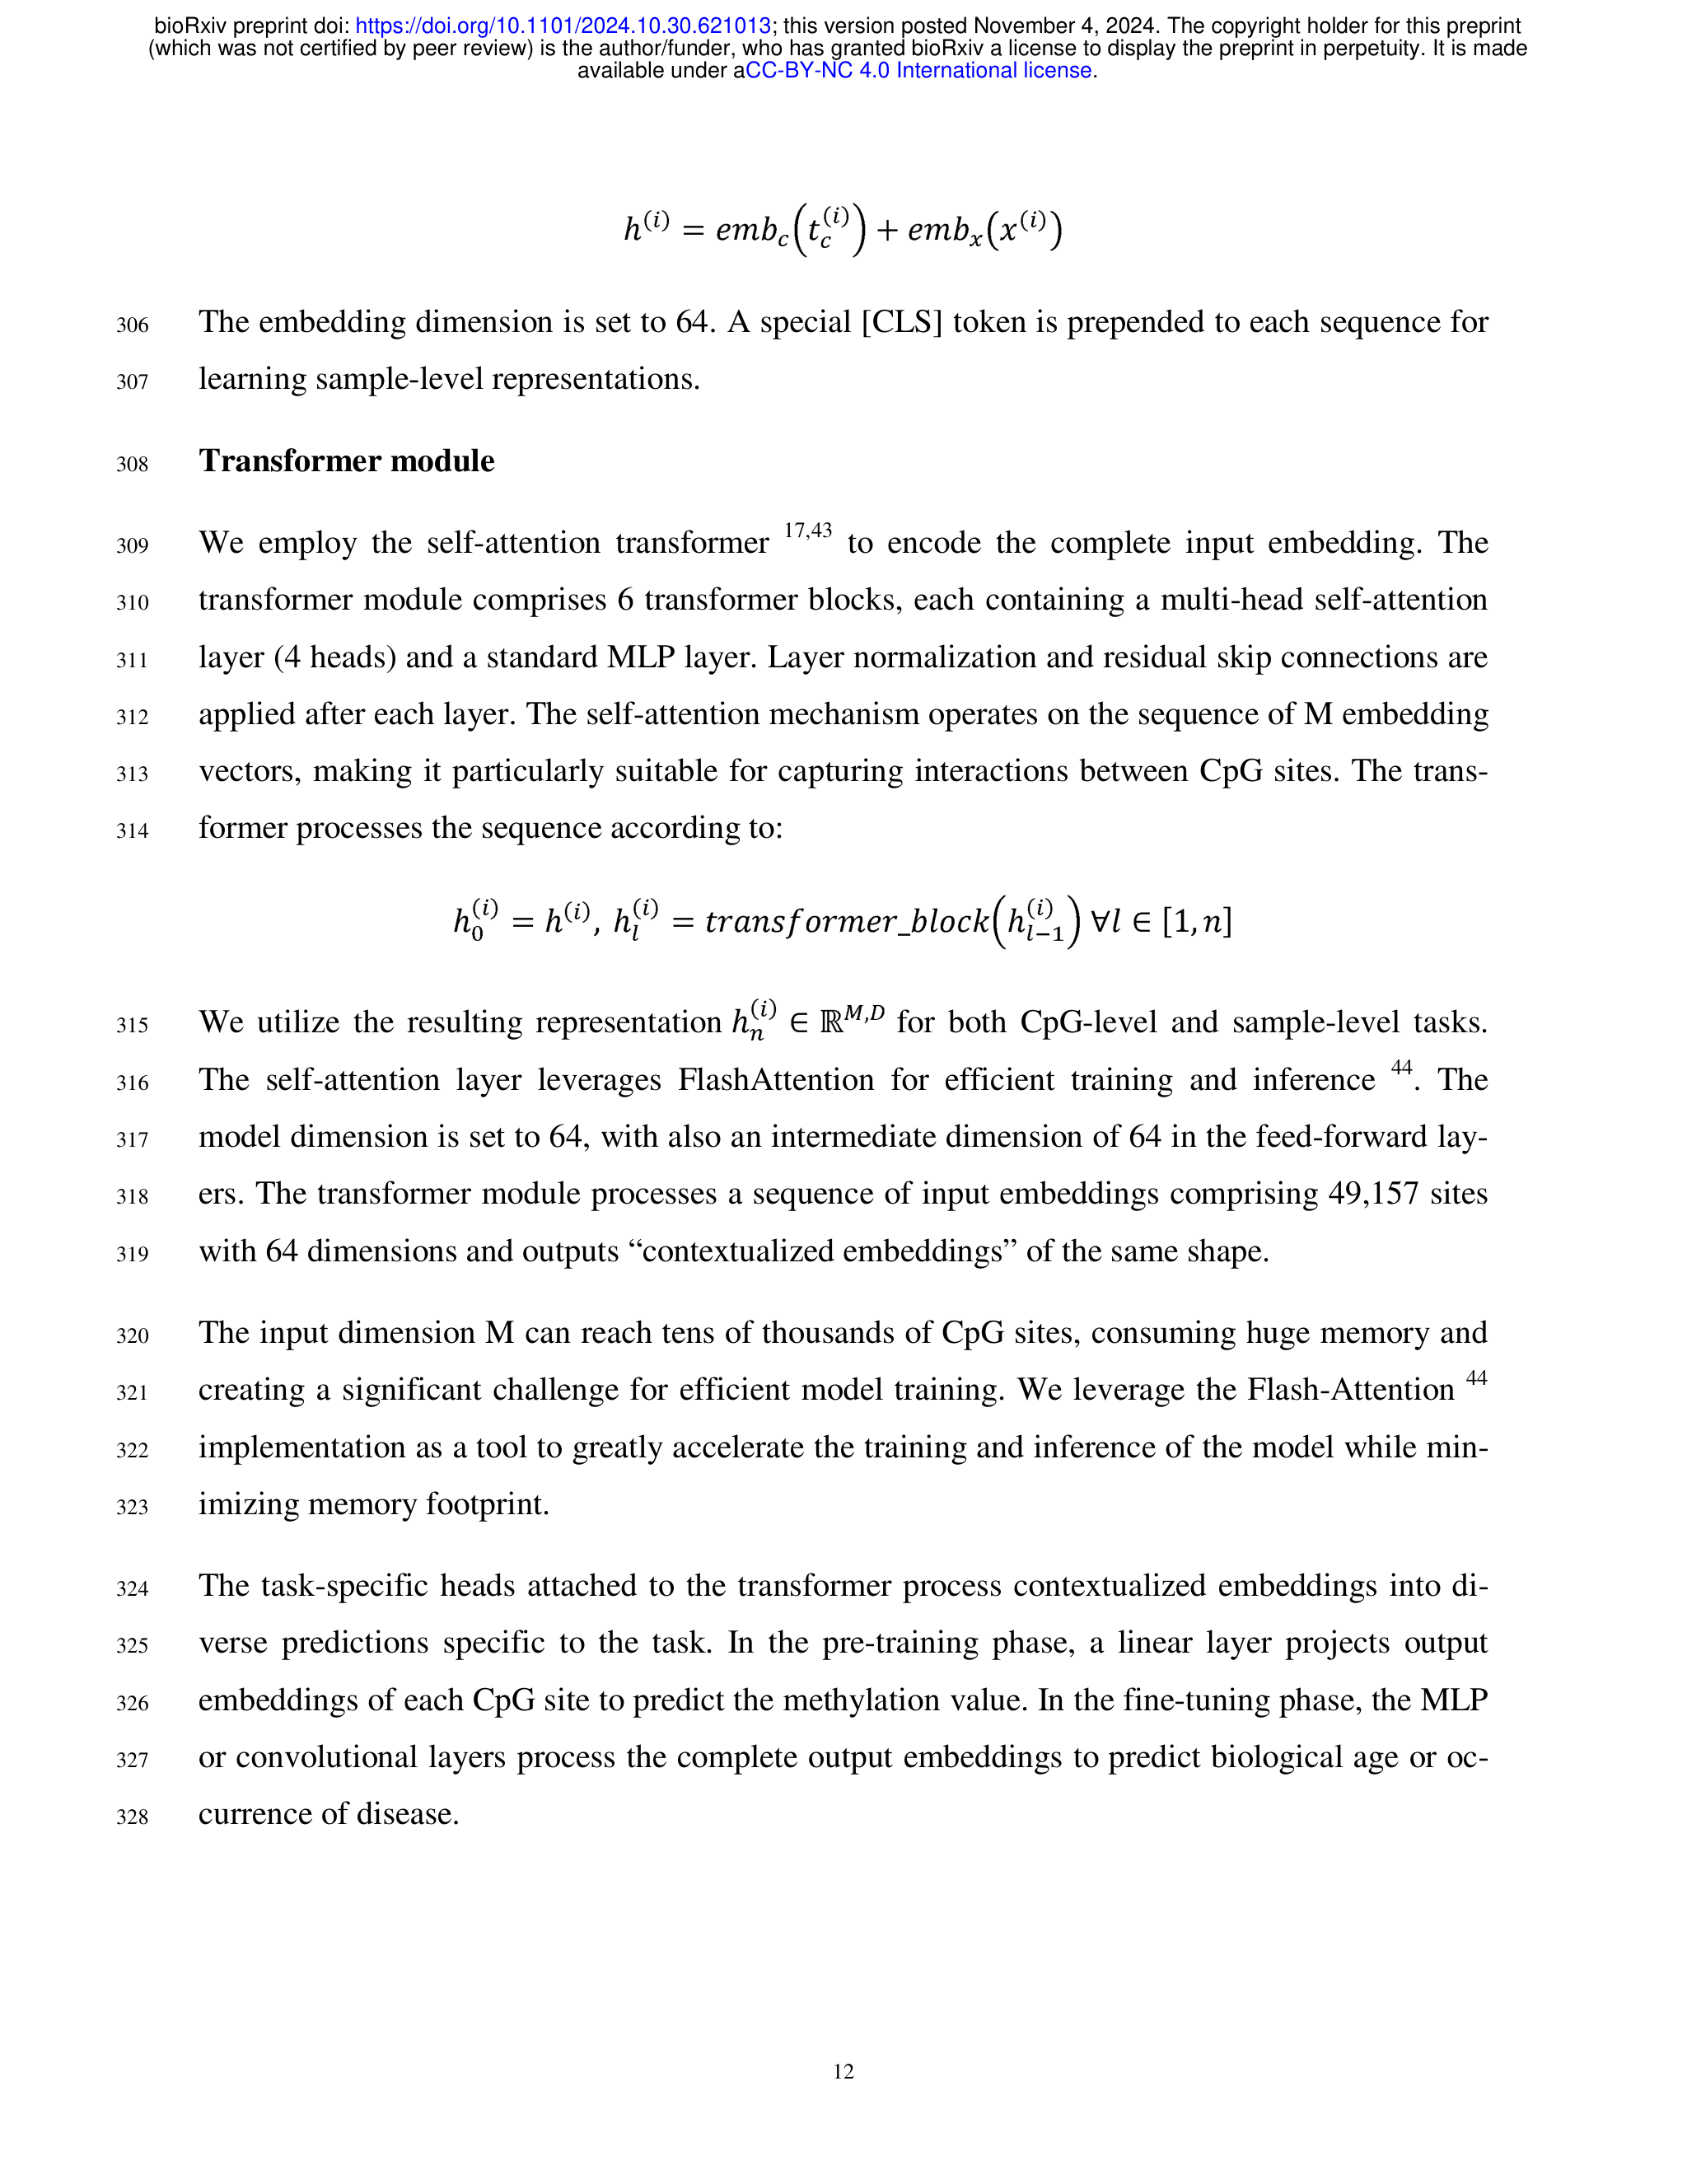 bioRxiv preprint doi: https://doi.org/10.1101/2024.10.30.621013; this version posted November 4, 2024. The copyright holder for this preprint
(which was not certified by peer review) is the author/funder, who has granted bioRxiv a license to display the preprint in perpetuity. It is made
available under aCC-BY-NC 4.0 International license.
h^{(i)} = emb_c(t_c^{(i)}) + emb_x(x^{(i)})
306 The embedding dimension is set to 64. A special [CLS] token is prepended to each sequence for
307 learning sample-level representations.
308 Transformer module
309 We employ the self-attention transformer 17,43 to encode the complete input embedding. The
310 transformer module comprises 6 transformer blocks, each containing a multi-head self-attention
311 layer (4 heads) and a standard MLP layer. Layer normalization and residual skip connections are
312 applied after each layer. The self-attention mechanism operates on the sequence of M embedding
313 vectors, making it particularly suitable for capturing interactions between CpG sites. The trans-
314 former processes the sequence according to:
h_0^{(i)} = h^{(i)}, h_l^{(i)} = transformer_block(h_{l-1}^{(i)}) ∀l ∈ [1, n]
315 We utilize the resulting representation h_n^{(i)} ∈ ℝ^{M,D} for both CpG-level and sample-level tasks.
316 The self-attention layer leverages FlashAttention for efficient training and inference 44. The
317 model dimension is set to 64, with also an intermediate dimension of 64 in the feed-forward lay-
318 ers. The transformer module processes a sequence of input embeddings comprising 49,157 sites
319 with 64 dimensions and outputs “contextualized embeddings” of the same shape.
320 The input dimension M can reach tens of thousands of CpG sites, consuming huge memory and
321 creating a significant challenge for efficient model training. We leverage the Flash-Attention 44
322 implementation as a tool to greatly accelerate the training and inference of the model while min-
323 imizing memory footprint.
324 The task-specific heads attached to the transformer process contextualized embeddings into di-
325 verse predictions specific to the task. In the pre-training phase, a linear layer projects output
326 embeddings of each CpG site to predict the methylation value. In the fine-tuning phase, the MLP
327 or convolutional layers process the complete output embeddings to predict biological age or oc-
328 currence of disease.
12